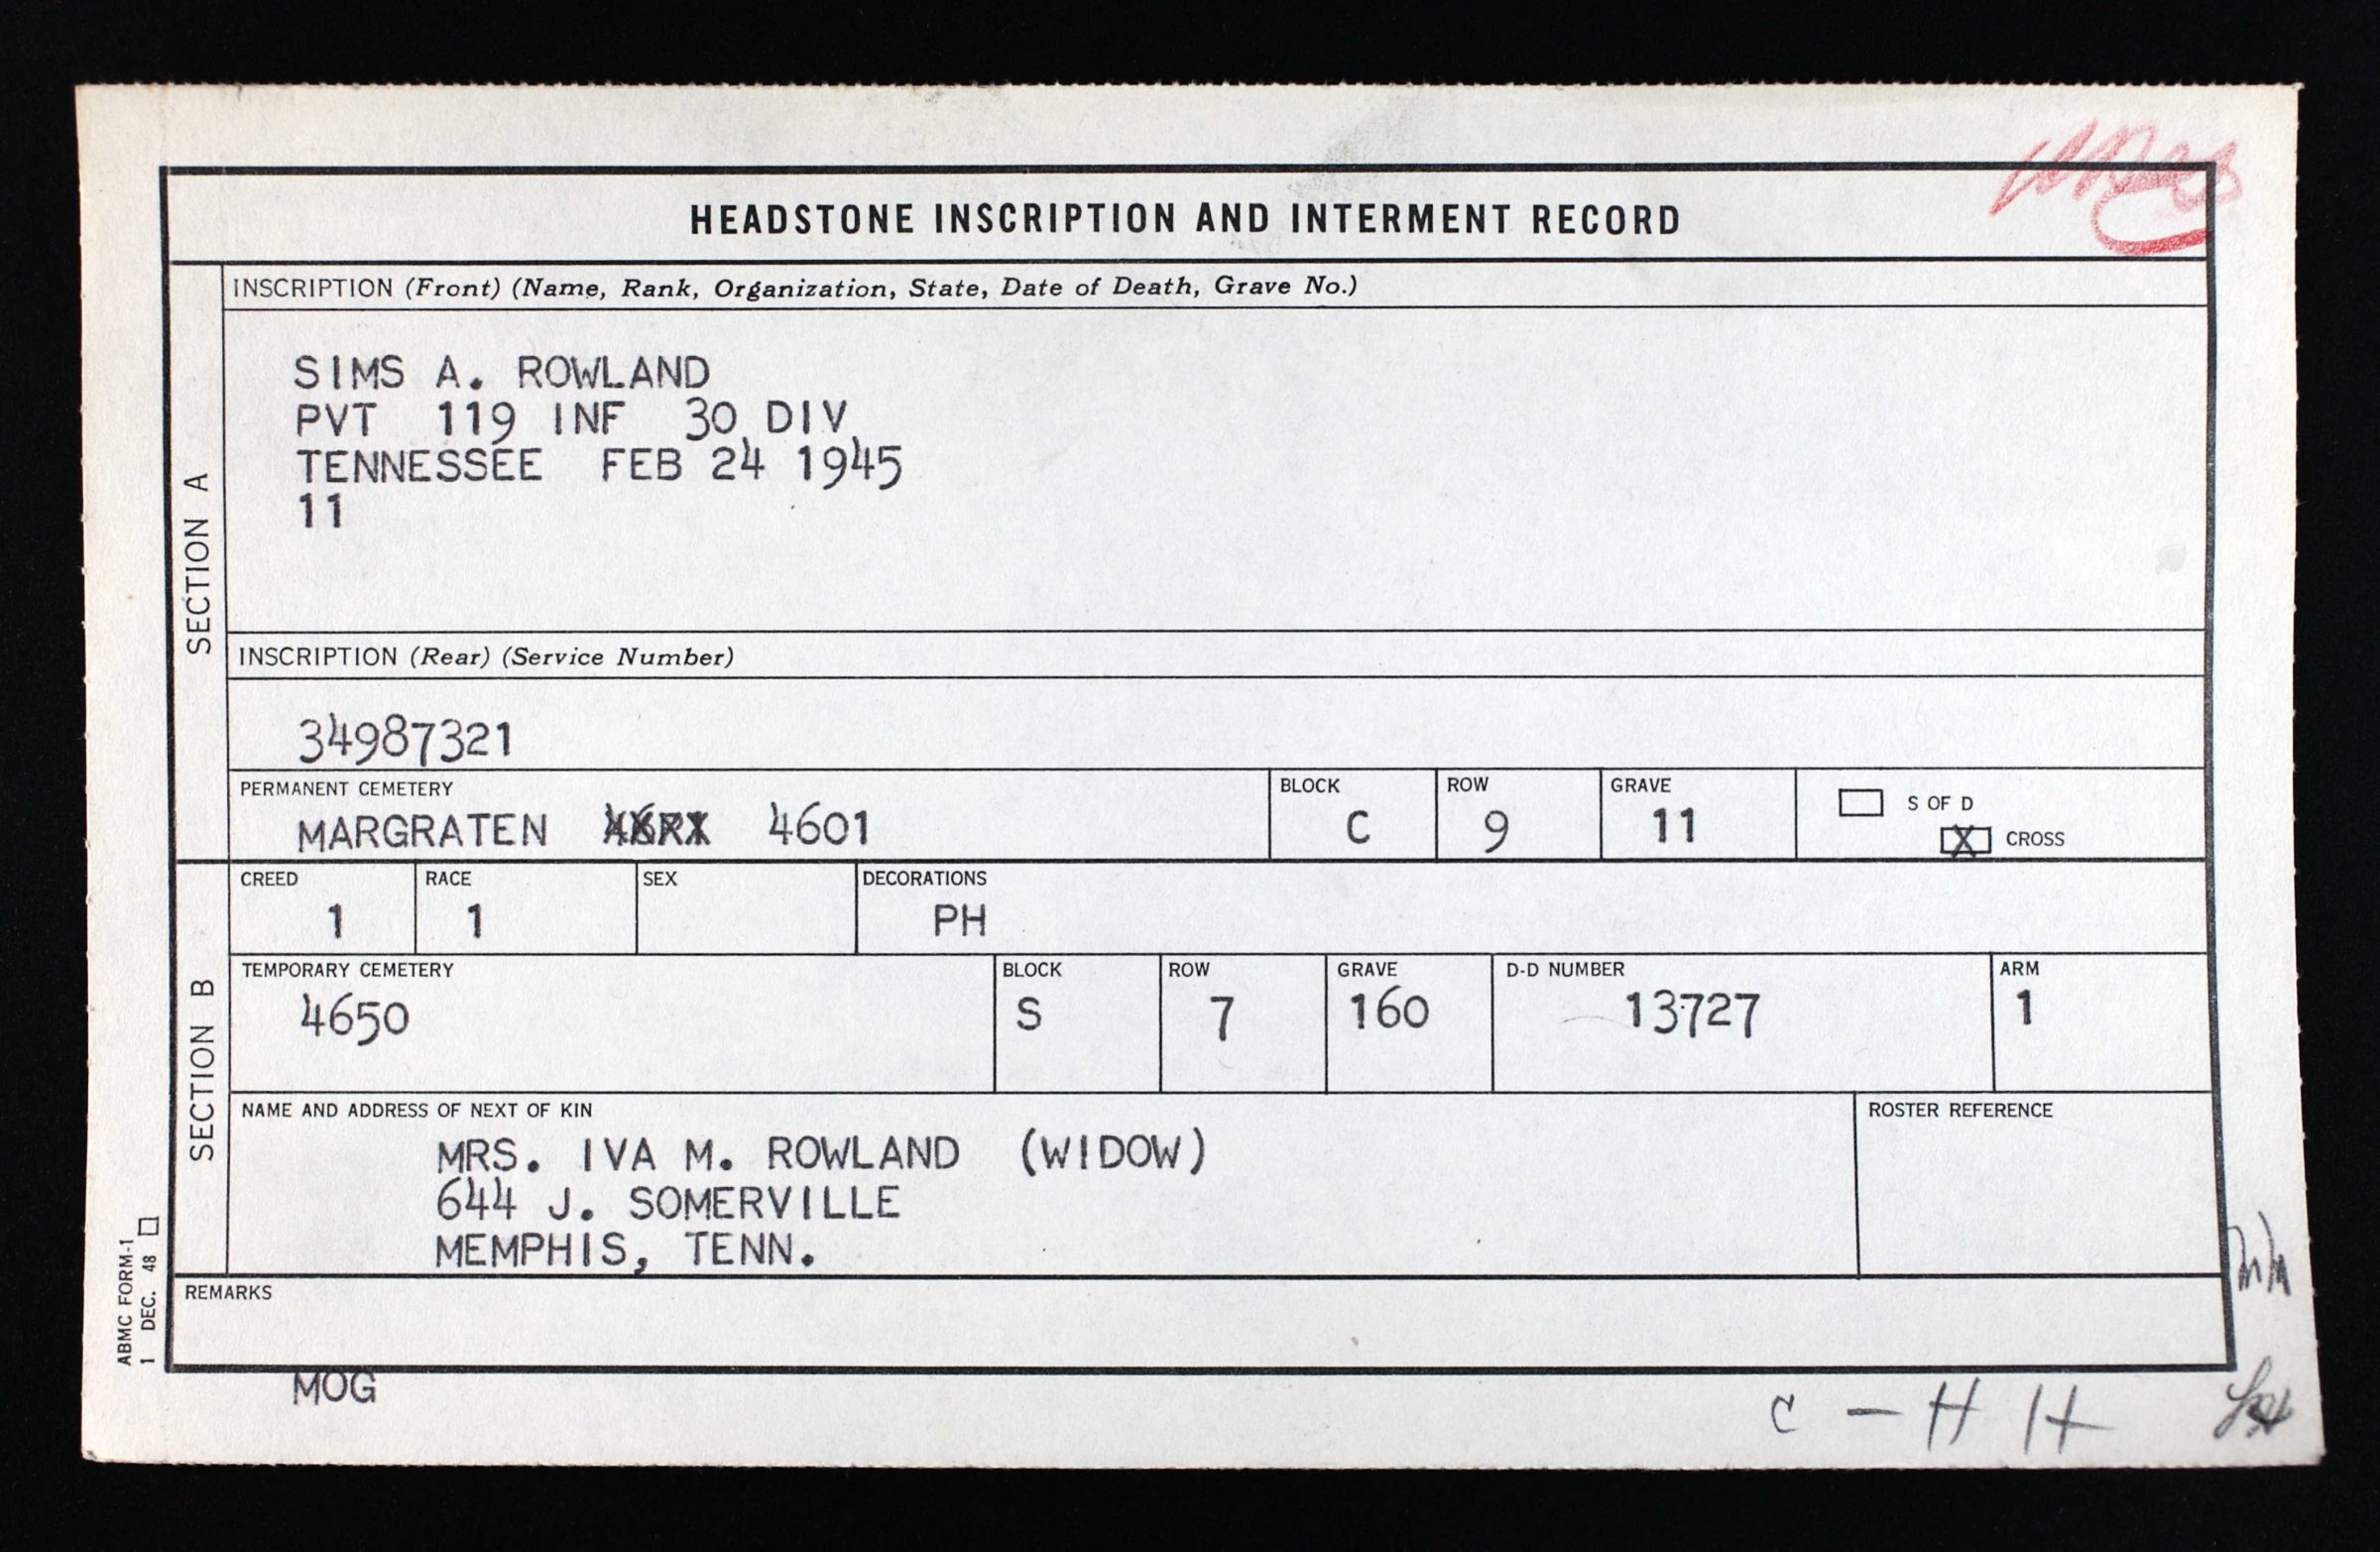 HEADSTONE INSCRIPTION AND INTERMENT RECORD
SECTION A
INSCRIPTION (Front) (Name, Rank, Organization, State, Date of Death, Grave No.)
SIMS A. ROWLAND
PVT 119 INF 30 DIV
TENNESSEE FEB 24 1945
11
INSCRIPTION (Rear) (Service Number)
34987321
PERMANENT CEMETERY
MARGRATEN 4601
BLOCK
C
ROW
9
GRAVE
11
S OF D
X CROSS
SECTION B
CREED
1
RACE
1
SEX
DECORATIONS
PH
TEMPORARY CEMETERY
4650
BLOCK
S
ROW
7
GRAVE
160
D-D NUMBER
13727
ARM
1
NAME AND ADDRESS OF NEXT OF KIN
MRS. IVA M. ROWLAND (WIDOW)
644 J. SOMERVILLE
MEMPHIS, TENN.
ROSTER REFERENCE
REMARKS
ABMC FORM-1
1 DEC. 48
MOG
C - H H